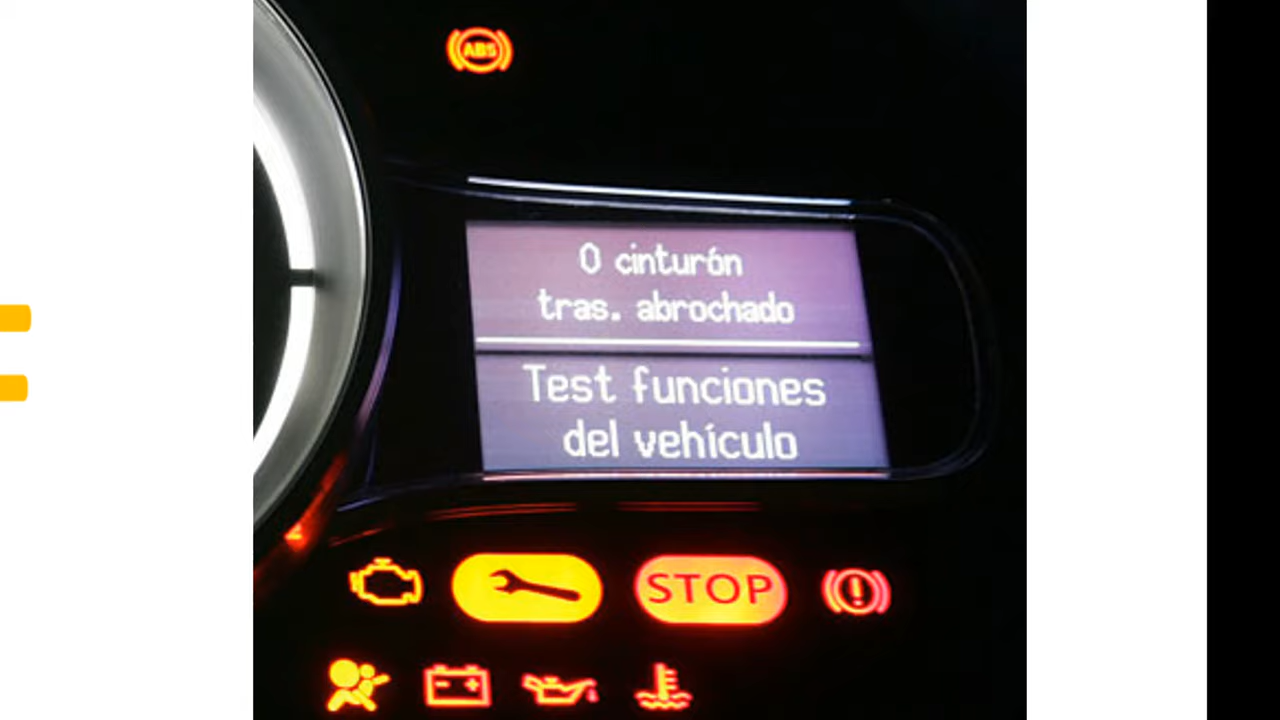 ABS
0 cinturón
tras. abrochado
Test funciones
del vehículo
STOP